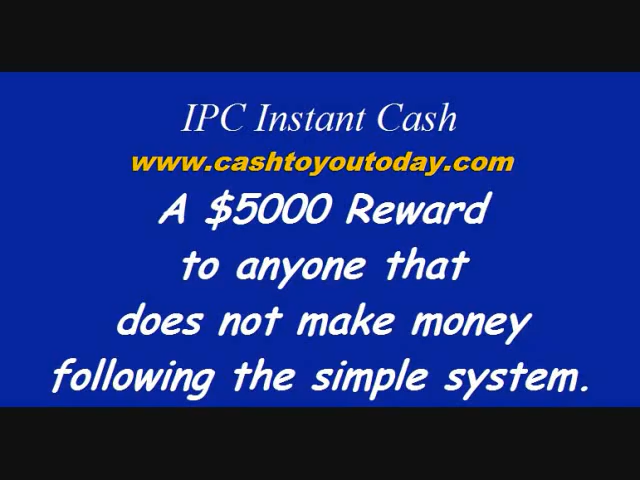 IPC Instant Cash
www.cashtoyoutoday.com
A $5000 Reward
to anyone that
does not make money
following the simple system.